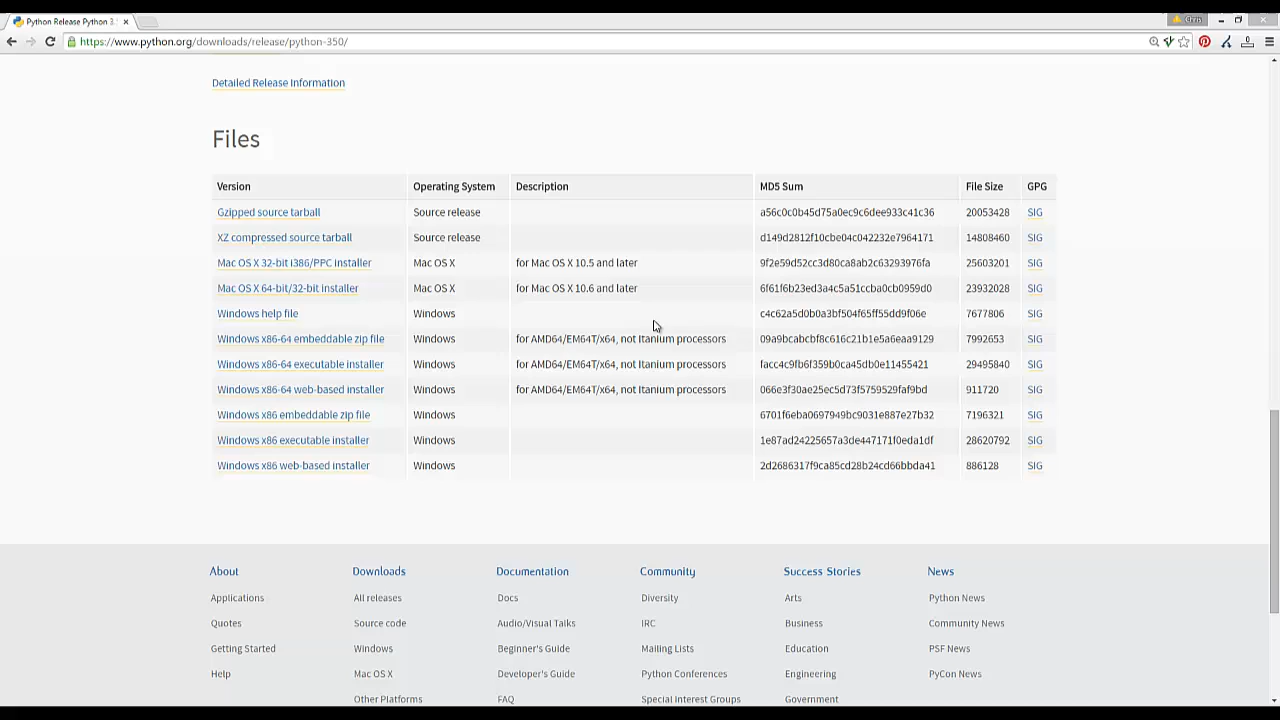 Python Release Python 3.
Chris
https://www.python.org/downloads/release/python-350/
Detailed Release Information
Files
Version Operating System Description MD5 Sum File Size GPG
Gzipped source tarball Source release a56c0c0b45d75a0ec9c6dee933c41c36 20053428 SIG
XZ compressed source tarball Source release d149d2812f10cbe04c042232e7964171 14808460 SIG
Mac OS X 32-bit i386/PPC installer Mac OS X for Mac OS X 10.5 and later 9f2e59d52cc3d80ca8ab2c63293976fa 25603201 SIG
Mac OS X 64-bit/32-bit installer Mac OS X for Mac OS X 10.6 and later 6f61f6b23ed3a4c5a51ccba0cb0959d0 23932028 SIG
Windows help file Windows c4c62a5d0b0a3bf504f65ff55dd9f06e 7677806 SIG
Windows x86-64 embeddable zip file Windows for AMD64/EM64T/x64, not Itanium processors 09a9bcabcbf8c616c21b1e5a6eaa9129 7992653 SIG
Windows x86-64 executable installer Windows for AMD64/EM64T/x64, not Itanium processors facc4c9fb6f359b0ca45db0e11455421 29495840 SIG
Windows x86-64 web-based installer Windows for AMD64/EM64T/x64, not Itanium processors 066e3f30ae25ec5d73f5759529faf9bd 911720 SIG
Windows x86 embeddable zip file Windows 6701f6eba0697949bc9031e887e27b32 7196321 SIG
Windows x86 executable installer Windows 1e87ad24225657a3de447171f0eda1df 28620792 SIG
Windows x86 web-based installer Windows 2d2686317f9ca85cd28b24cd66bbda41 886128 SIG
About Downloads Documentation Community Success Stories News
Applications All releases Docs Diversity Arts Python News
Quotes Source code Audio/Visual Talks IRC Business Community News
Getting Started Windows Beginner's Guide Mailing Lists Education PSF News
Help Mac OS X Developer's Guide Python Conferences Engineering PyCon News
Other Platforms FAQ Special Interest Groups Government